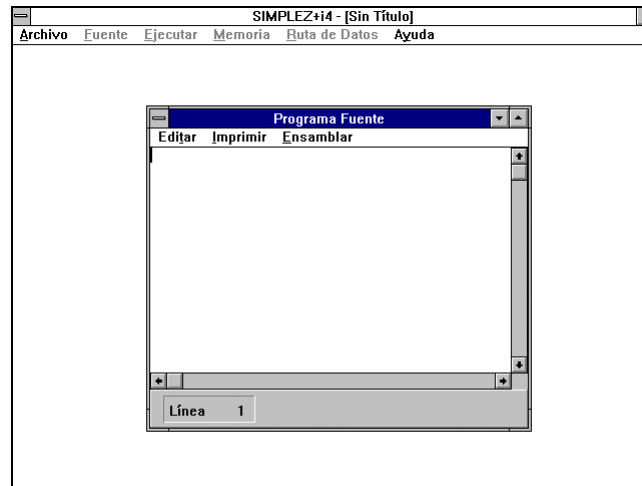 SIMPLEZ+i4 - [Sin Título]
Archivo Fuente Ejecutar Memoria Ruta de Datos Ayuda
Programa Fuente
Editar Imprimir Ensamblar
Línea 1